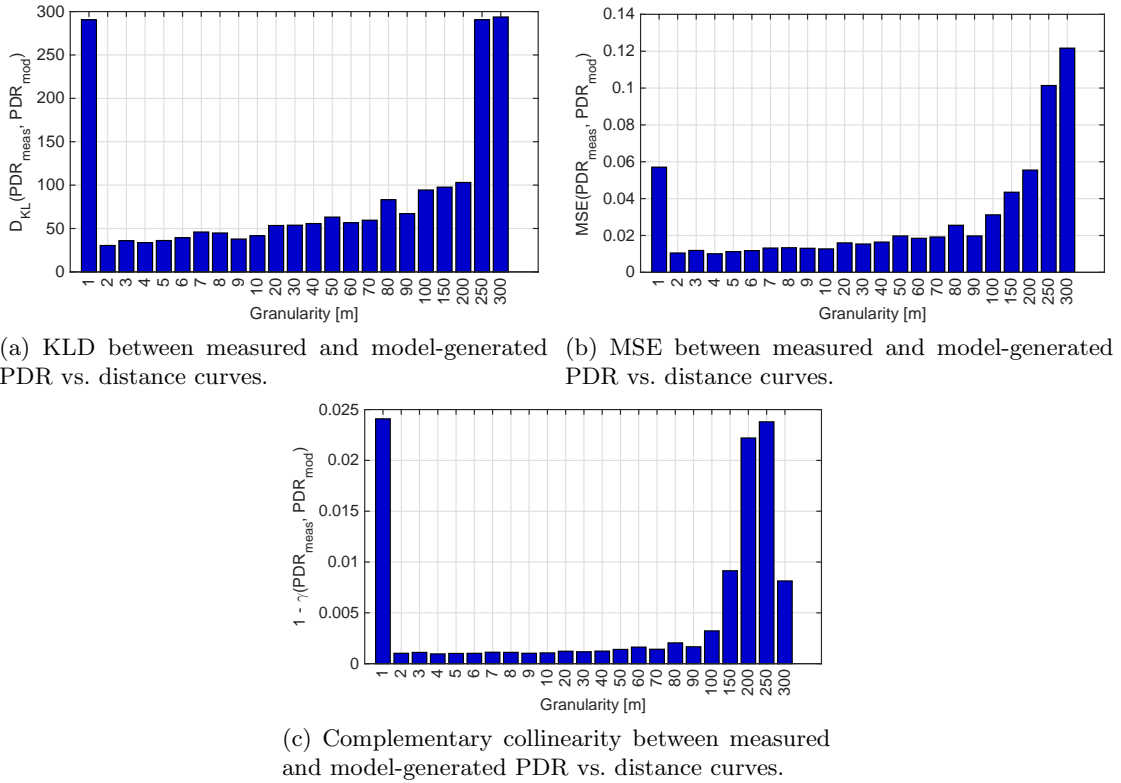 300
250
200
150
100
50
0
D_KL(PDR_meas, PDR_mod)
1 2 3 4 5 6 7 8 9 10 20 30 40 50 60 70 80 90 100 150 200 250 300
Granularity [m]
(a) KLD between measured and model-generated
PDR vs. distance curves.
0.14
0.12
0.1
0.08
0.06
0.04
0.02
0
MSE(PDR_meas, PDR_mod)
1 2 3 4 5 6 7 8 9 10 20 30 40 50 60 70 80 90 100 150 200 250 300
Granularity [m]
(b) MSE between measured and model-generated
PDR vs. distance curves.
0.025
0.02
0.015
0.01
0.005
0
1 - γ(PDR_meas, PDR_mod)
1 2 3 4 5 6 7 8 9 10 20 30 40 50 60 70 80 90 100 150 200 250 300
Granularity [m]
(c) Complementary collinearity between measured
and model-generated PDR vs. distance curves.